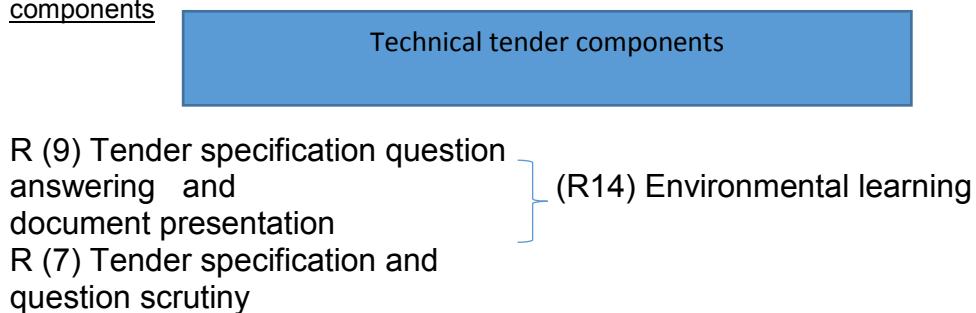 components
Technical tender components
R (9) Tender specification question
answering and (R14) Environmental learning
document presentation
R (7) Tender specification and
question scrutiny